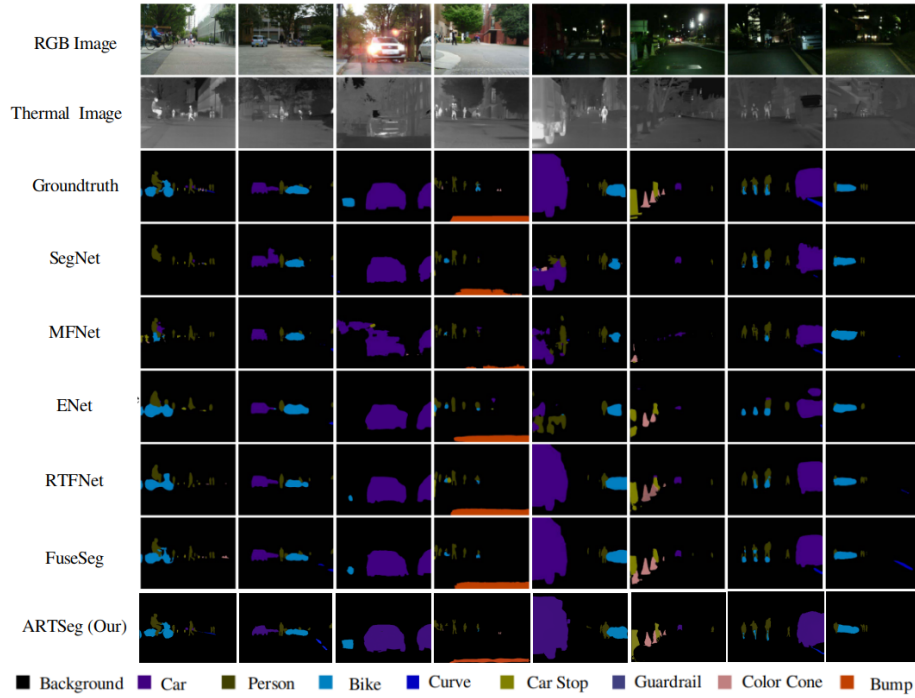 RGB Image
Thermal Image
Groundtruth
SegNet
MFNet
ENet
RTFNet
FuseSeg
ARTSeg (Our)
Background Car Person Bike Curve Car Stop Guardrail Color Cone Bump